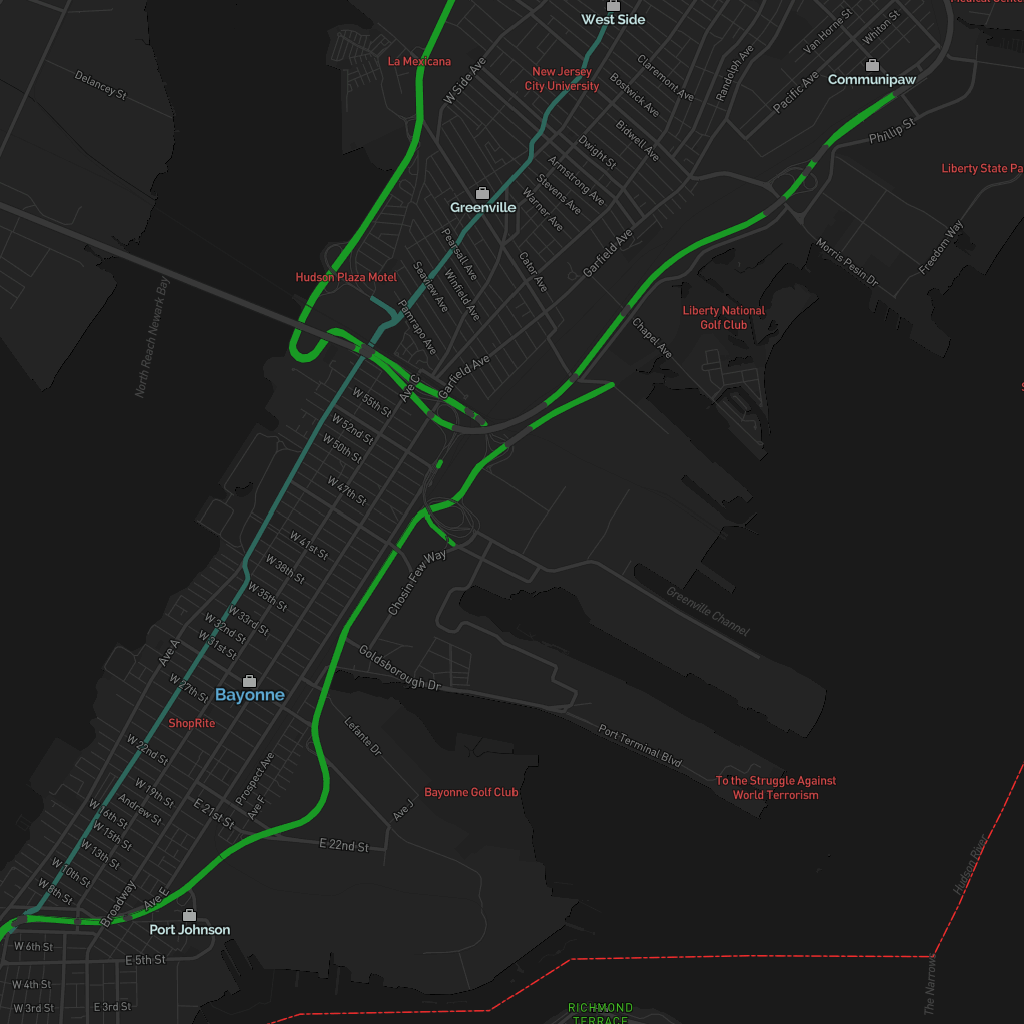 West Side
Medical Cente
Van Horne St
Whiton St
La Mexicana
W Side Ave
New Jersey
City University
Claremont Ave
Randolph Ave
Communipaw
Delancey St
Bostwick Ave
Pacific Ave
Phillip St
Bidwell Ave
Dwight St
Liberty State Pa
Armstrong Ave
Stevens Ave
Warner Ave
Greenville
Pearsall Ave
Garfield Ave
Morris Pesin Dr
Freedom Way
Hudson Plaza Motel
Seaview Ave
Winfield Ave
Cator Ave
North Reach Newark Bay
Pamrapo Ave
Liberty National
Golf Club
Chapel Ave
Garfield Ave
Ave C
W 55th St
W 52nd St
W 50th St
W 47th St
W 41st St
W 38th St
Chosin Few Way
W 35th St
Greenville Channel
W 33rd St
W 32nd St
W 31st St
Ave A
Goldsborough Dr
W 27th St
Bayonne
ShopRite
Lefante Dr
Port Terminal Blvd
W 22nd St
Prospect Ave
Ave F
To the Struggle Against
World Terrorism
Bayonne Golf Club
W 19th St
Andrew St
W 16th St
E 21st St
Ave J
W 15th St
E 22nd St
W 13th St
W 10th St
Hudson River
W 8th St
Broadway
Ave E
Port Johnson
W 6th St
E 5th St
The Narrows
W 4th St
W 3rd St
E 3rd St
RICHMOND
TERRACE